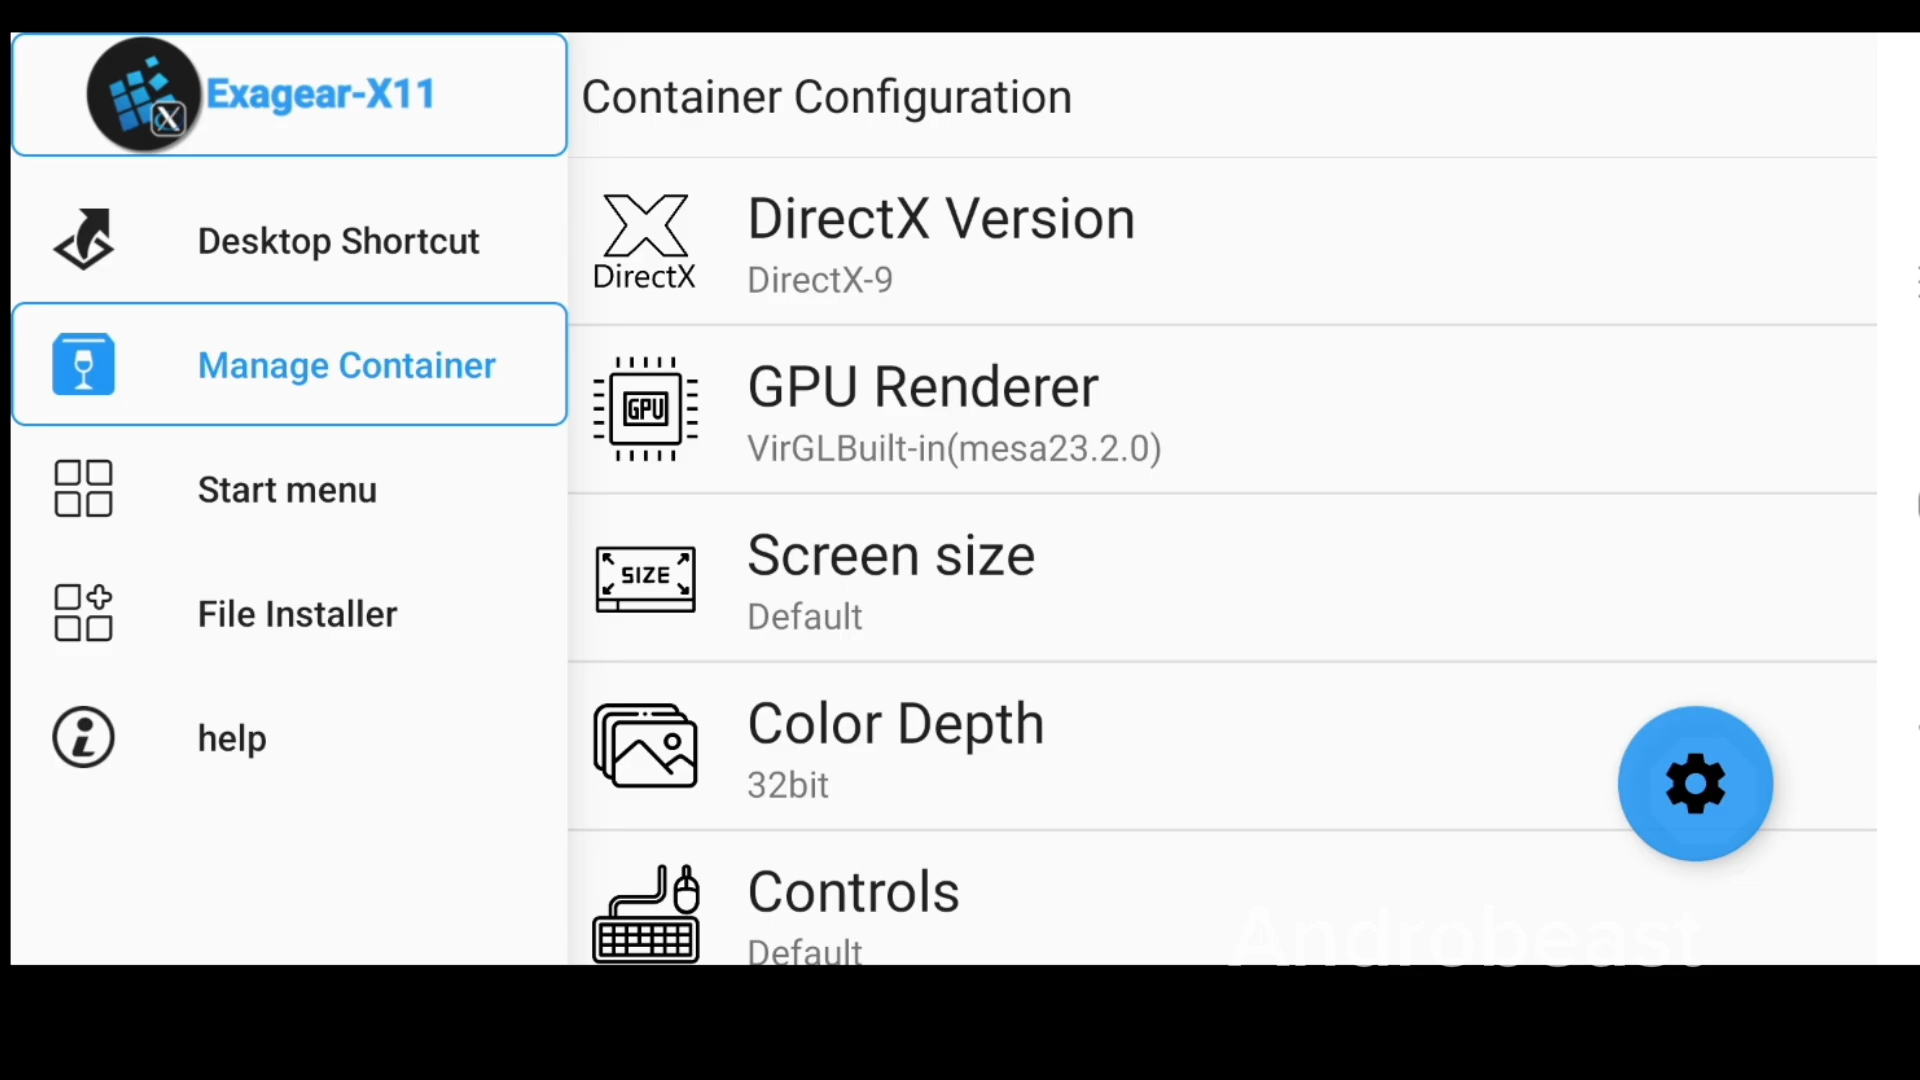 Exagear-X11
Desktop Shortcut
Manage Container
Start menu
File Installer
help
Container Configuration
DirectX
DirectX Version
DirectX-9
GPU
GPU Renderer
VirGLBuilt-in(mesa23.2.0)
SIZE
Screen size
Default
Color Depth
32bit
Controls
Default
Androbeast